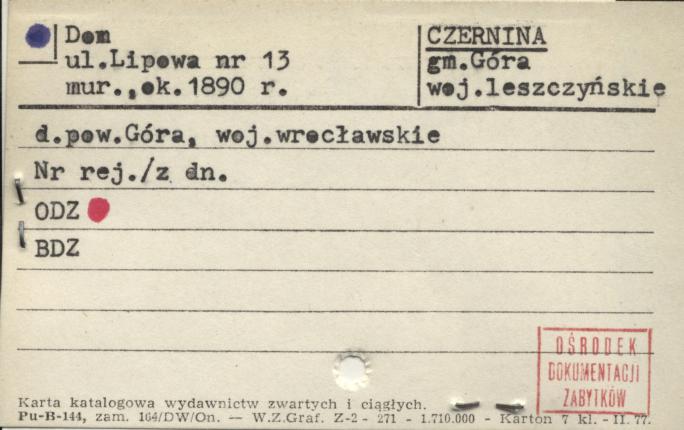 Dom
ul.Lipowa nr 13
mur.,ok.1890 r.
CZERNINA
gm.Góra
woj.leszczyńskie
d.pow.Góra, woj.wrocławskie
Nr rej./z dn.
ODZ
BDZ
OŚRODEK
DOKUMENTACJI
ZABYTKÓW
Karta katalogowa wydawnictw zwartych i ciągłych.
Pu-B-144, zam. 164/DW/On. — W.Z.Graf. Z-2 - 271 - 1.710.000 - Karton 7 kl. - II. 77.